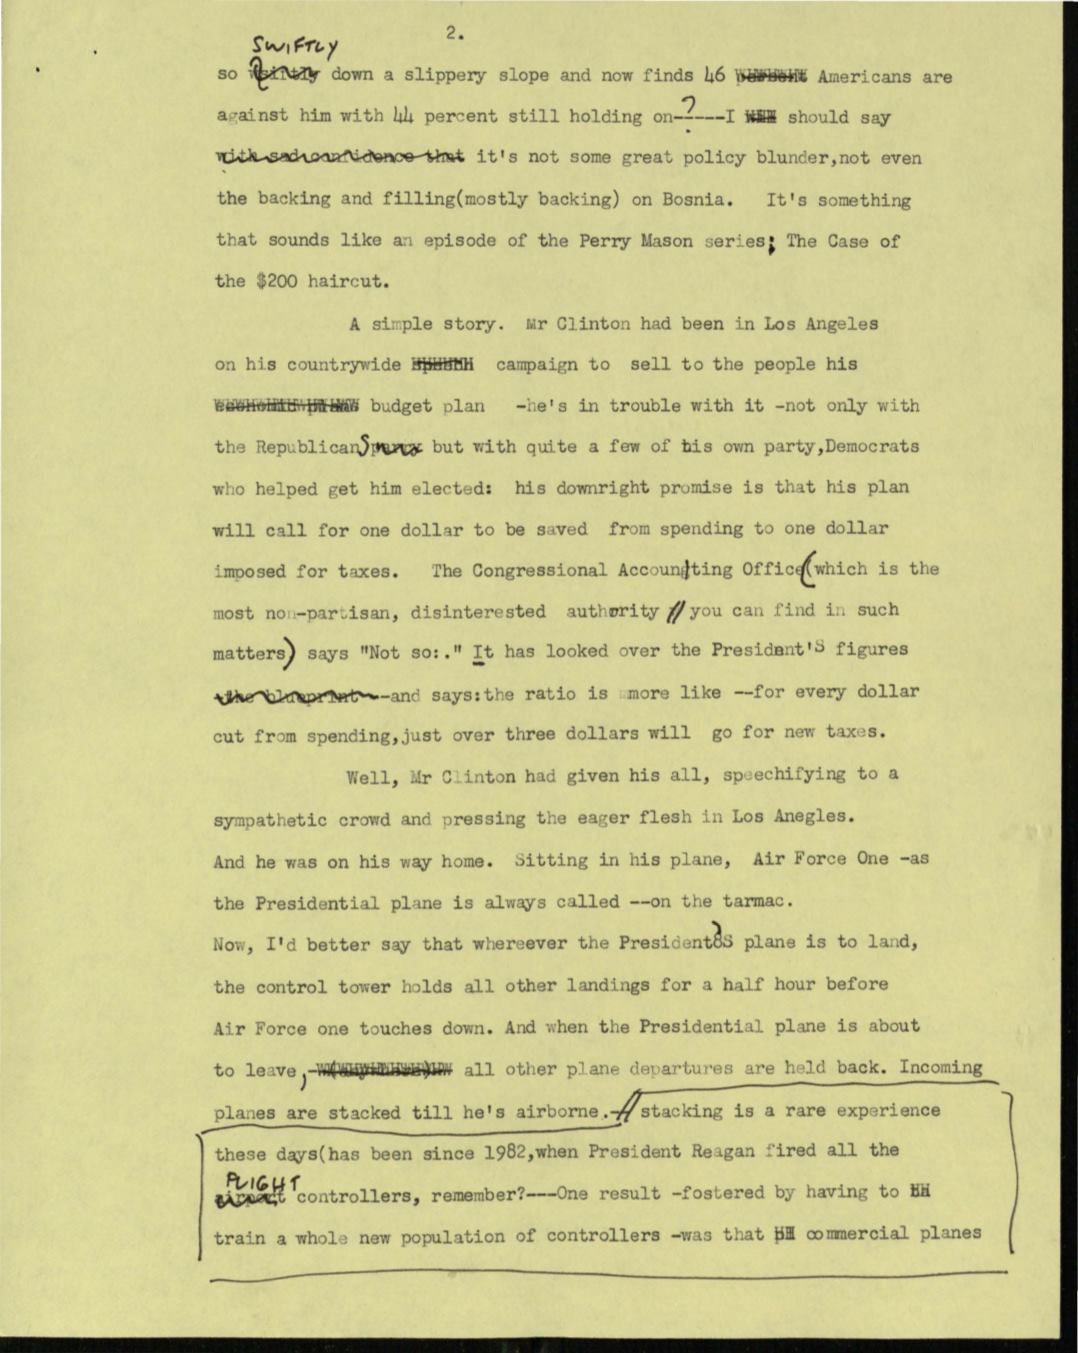 2.
SWIFTLY
so down a slippery slope and now finds 46 Americans are
against him with 44 percent still holding on--?---I should say
with sad confidence that it's not some great policy blunder,not even
the backing and filling(mostly backing) on Bosnia. It's something
that sounds like an episode of the Perry Mason series; The Case of
the $200 haircut.
A simple story. Mr Clinton had been in Los Angeles
on his countrywide campaign to sell to the people his
budget plan -he's in trouble with it -not only with
the RepublicanS but with quite a few of his own party,Democrats
who helped get him elected: his downright promise is that his plan
will call for one dollar to be saved from spending to one dollar
imposed for taxes. The Congressional Accounting Office(which is the
most non-partisan, disinterested authority // you can find in such
matters) says "Not so:." It has looked over the President'S figures
the blueprint --and says:the ratio is more like --for every dollar
cut from spending,just over three dollars will go for new taxes.
Well, Mr Clinton had given his all, speechifying to a
sympathetic crowd and pressing the eager flesh in Los Anegles.
And he was on his way home. Sitting in his plane, Air Force One -as
the Presidential plane is always called --on the tarmac.
Now, I'd better say that whereever the President's plane is to land,
the control tower holds all other landings for a half hour before
Air Force one touches down. And when the Presidential plane is about
to leave,- all other plane departures are held back. Incoming
planes are stacked till he's airborne.-// stacking is a rare experience
these days(has been since 1982,when President Reagan fired all the
FLIGHT
controllers, remember?---One result -fostered by having to
train a whole new population of controllers -was that commercial planes